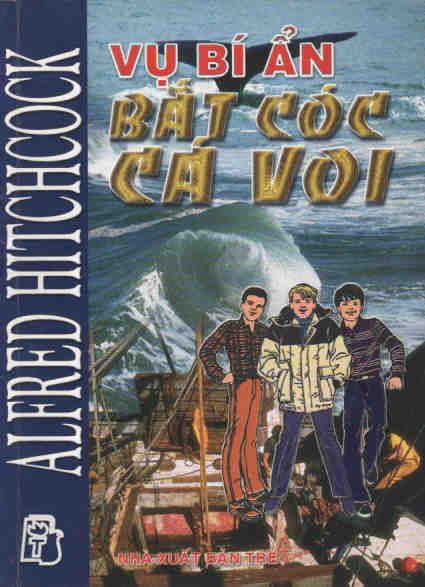 ALFRED HITCHCOCK
VỤ BÍ ẨN
BẮT CÓC
CÁ VOI
NHÀ XUẤT BẢN TRẺ